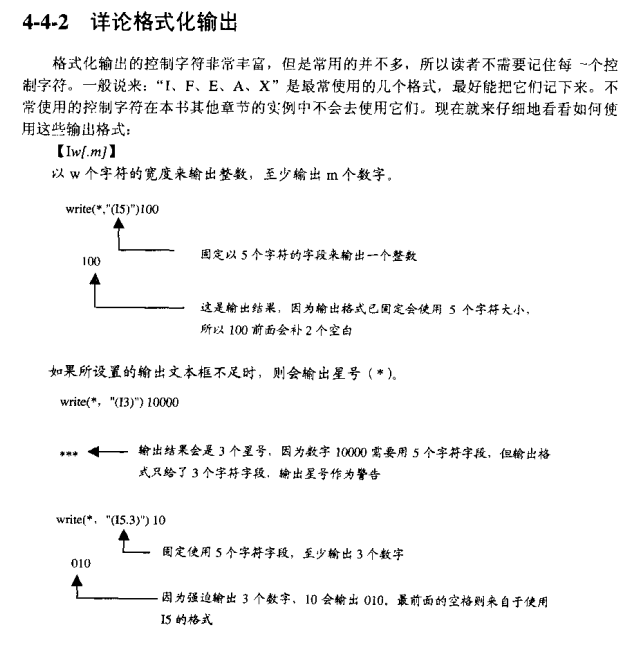 4-4-2 详论格式化输出
格式化输出的控制字符非常丰富，但是常用的并不多，所以读者不需要记住每一个控
制字符。一般说来：“I、F、E、A、X”是最常使用的几个格式，最好能把它们记下来。不
常使用的控制字符在本书其他章节的实例中不会去使用它们。现在就来仔细地看看如何使
用这些输出格式：
【Iw[.m]】
以 w 个字符的宽度来输出整数，至少输出 m 个数字。
write(*,"(I5)")100
固定以 5 个字符的字段来输出一个整数
100
这是输出结果，因为输出格式已固定会使用 5 个字符大小，
所以 100 前面会补 2 个空白
如果所设置的输出文本框不足时，则会输出星号（*）。
write(*，"(I3)") 10000
*** 输出结果会是 3 个星号，因为数字 10000 需要用 5 个字符字段，但输出格
式只给了 3 个字符字段，输出星号作为警告
write(*，"(I5.3)") 10
固定使用 5 个字符字段，至少输出 3 个数字
010
因为强迫输出 3 个数字，10 会输出 010，最前面的空格则来自于使用
I5 的格式